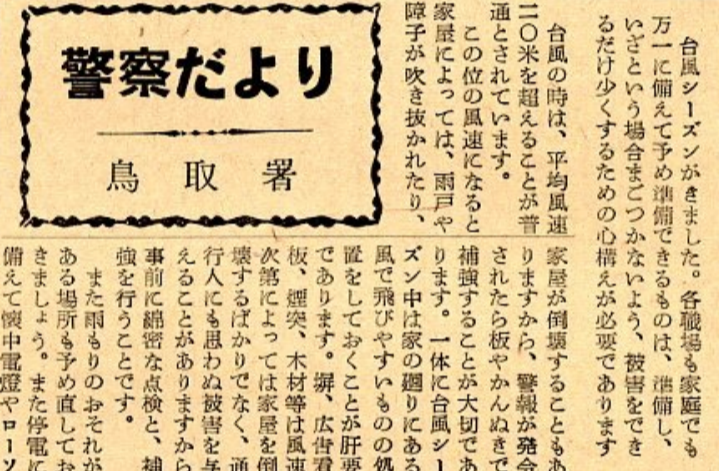 警察だより
鳥取署
台風シーズンがきました。各職場も家庭でも
万一に備えて予め準備できるものは、準備し、
いざという場合まごつかないよう、被害をでき
るだけ少くするための心構えが必要であります
台風の時は、平均風速
二〇米を超えることが普
通とされています。
この位の風速になると
家屋によっては、雨戸や
障子が吹き抜かれたり、
家屋が倒壊することもあ
りますから、警報が発令
されたら板やかんぬきで
補強することが大切であ
ります。一体に台風シー
ズン中は家の廻りにある
風で飛びやすいものの処
置をしておくことが肝要
であります。塀、広告看
板、煙突、木材等は風速
次第によっては家屋を倒
壊するばかりでなく、通
行人にも思わぬ被害を与
えることがありますから
事前に綿密な点検と、補
強を行うことです。
また雨もりのおそれが
ある場所も予め直してお
きましょう。また停電に
備えて懐中電燈やローソ